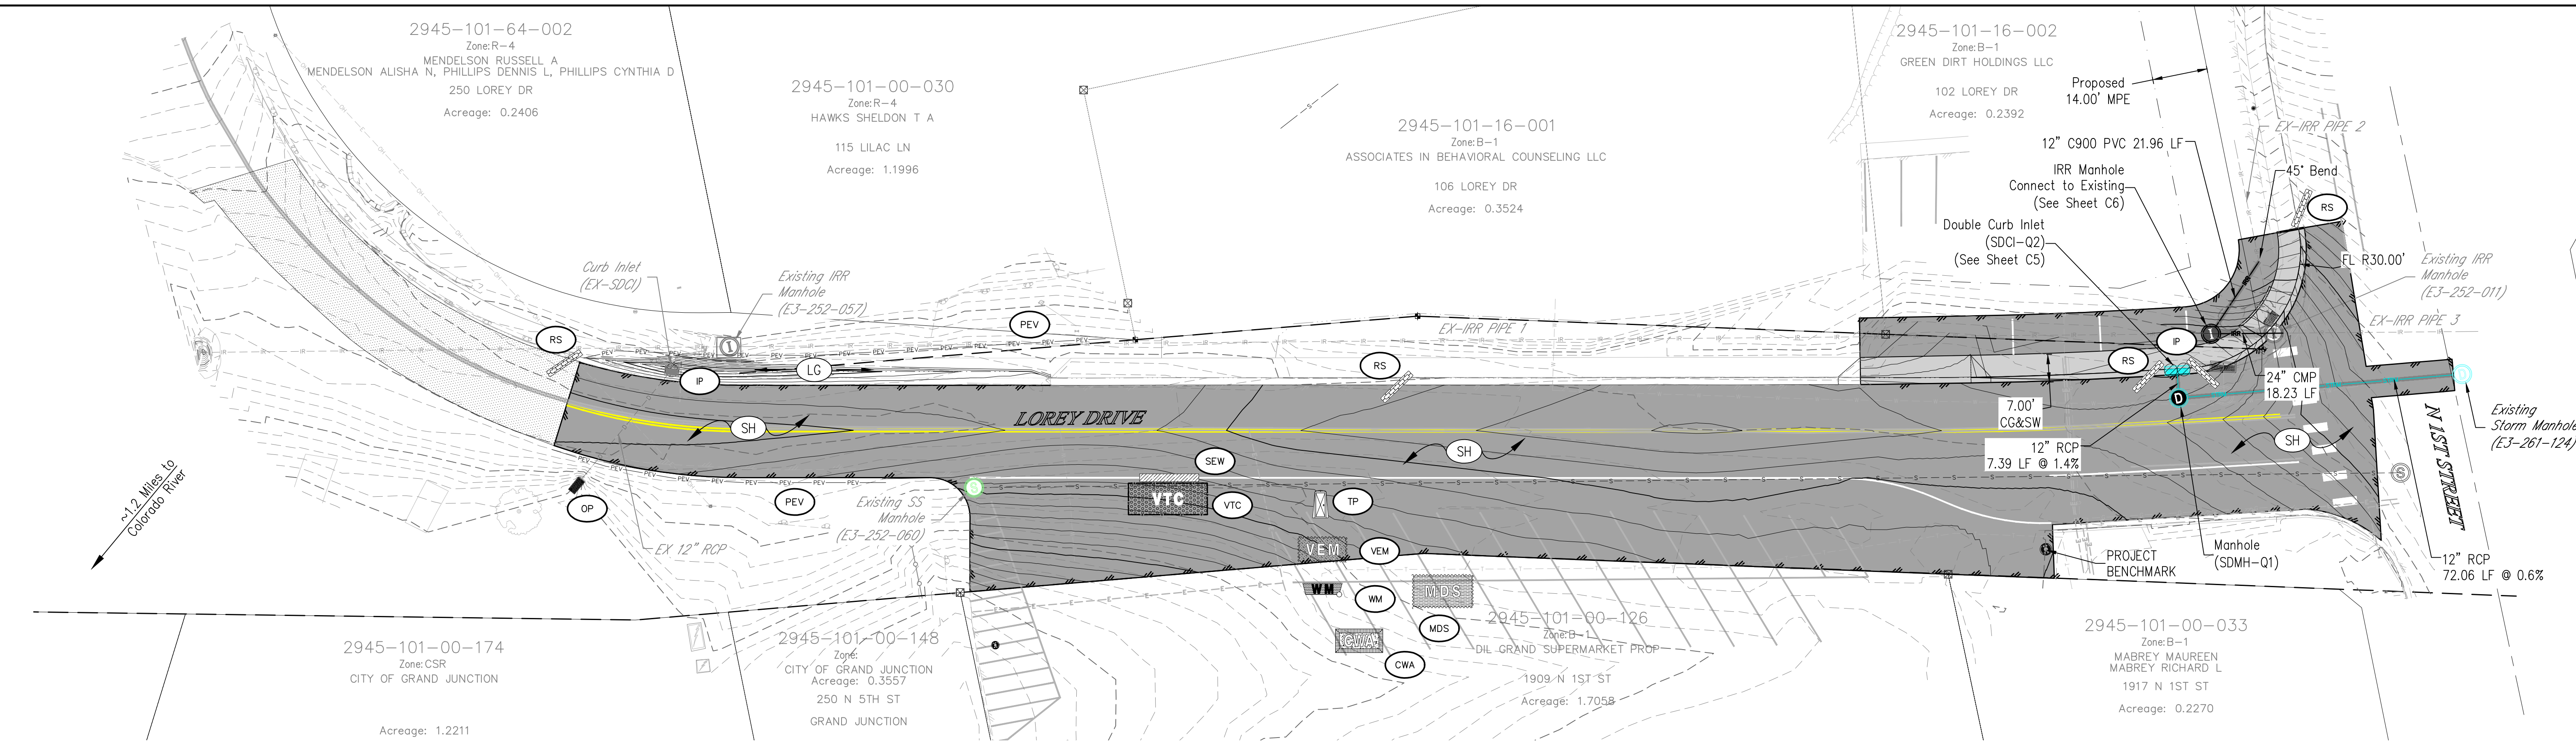 2945-101-64-002
Zone: R-4
MENDELSON RUSSELL A
MENDELSON ALISHA N, PHILLIPS DENNIS L, PHILLIPS CYNTHIA D
250 LOREY DR
Acreage: 0.2406
2945-101-00-030
Zone: R-4
HAWKS SHELDON T A
115 LILAC LN
Acreage: 1.1996
2945-101-16-001
Zone: B-1
ASSOCIATES IN BEHAVIORAL COUNSELING LLC
106 LOREY DR
Acreage: 0.3524
2945-101-16-002
Zone: B-1
GREEN DIRT HOLDINGS LLC
102 LOREY DR
Acreage: 0.2392
Proposed
14.00' MPE
EX-IRR PIPE 2
12" C900 PVC 21.96 LF
45° Bend
IRR Manhole
Connect to Existing
(See Sheet C6)
RS
Double Curb Inlet
(SDCI-Q2)
(See Sheet C5)
FL R30.00'
Existing IRR
Manhole
(E3-252-011)
EX-IRR PIPE 3
Curb Inlet
(EX-SDCI)
Existing IRR
Manhole
(E3-252-057)
PEV
EX-IRR PIPE 1
RS
IP
LG
RS
RS
IP
24" CMP
18.23 LF
7.00'
CG&SW
12" RCP
7.39 LF @ 1.4%
D
Existing
Storm Manhole
(E3-261-124)
LOREY DRIVE
SH
SH
SH
N 1ST STREET
~1.2 Miles to
Colorado River
OP
PEV
Existing SS
Manhole
(E3-252-060)
EX 12" RCP
SEW
VTC
VTC
TP
VEM
VEM
WM
WM
MDS
MDS
CWA
CWA
PROJECT
BENCHMARK
Manhole
(SDMH-Q1)
12" RCP
72.06 LF @ 0.6%
2945-101-00-174
Zone: CSR
CITY OF GRAND JUNCTION
Acreage: 1.2211
2945-101-00-148
Zone:
CITY OF GRAND JUNCTION
Acreage: 0.3557
250 N 5TH ST
GRAND JUNCTION
2945-101-00-126
Zone: B-1
DIL GRAND SUPERMARKET PROP
1909 N 1ST ST
Acreage: 1.7058
2945-101-00-033
Zone: B-1
MABREY MAUREEN
MABREY RICHARD L
1917 N 1ST ST
Acreage: 0.2270